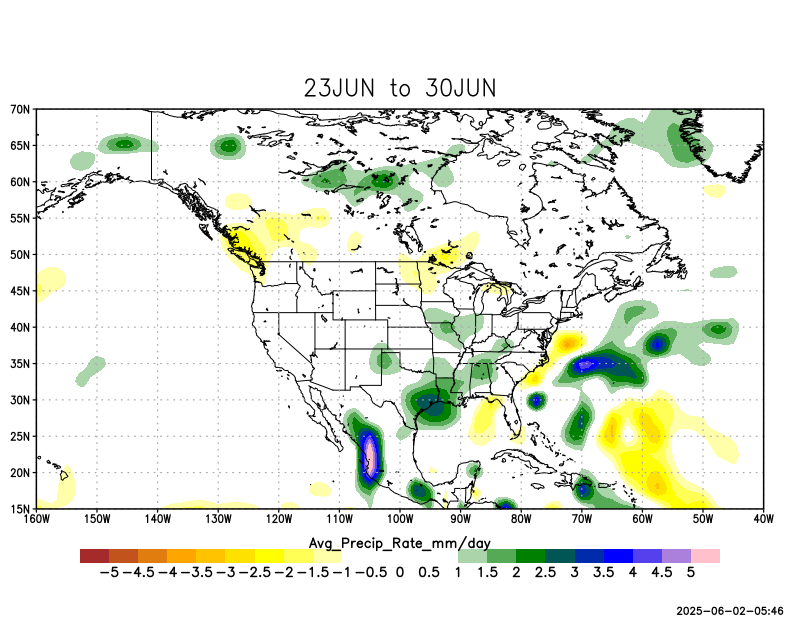 23JUN to 30JUN
70N
65N
60N
55N
50N
45N
40N
35N
30N
25N
20N
15N
160W 150W 140W 130W 120W 110W 100W 90W 80W 70W 60W 50W 40W
Avg_Precip_Rate_mm/day
-5 -4.5 -4 -3.5 -3 -2.5 -2 -1.5 -1 -0.5 0 0.5 1 1.5 2 2.5 3 3.5 4 4.5 5
2025-06-02-05:46